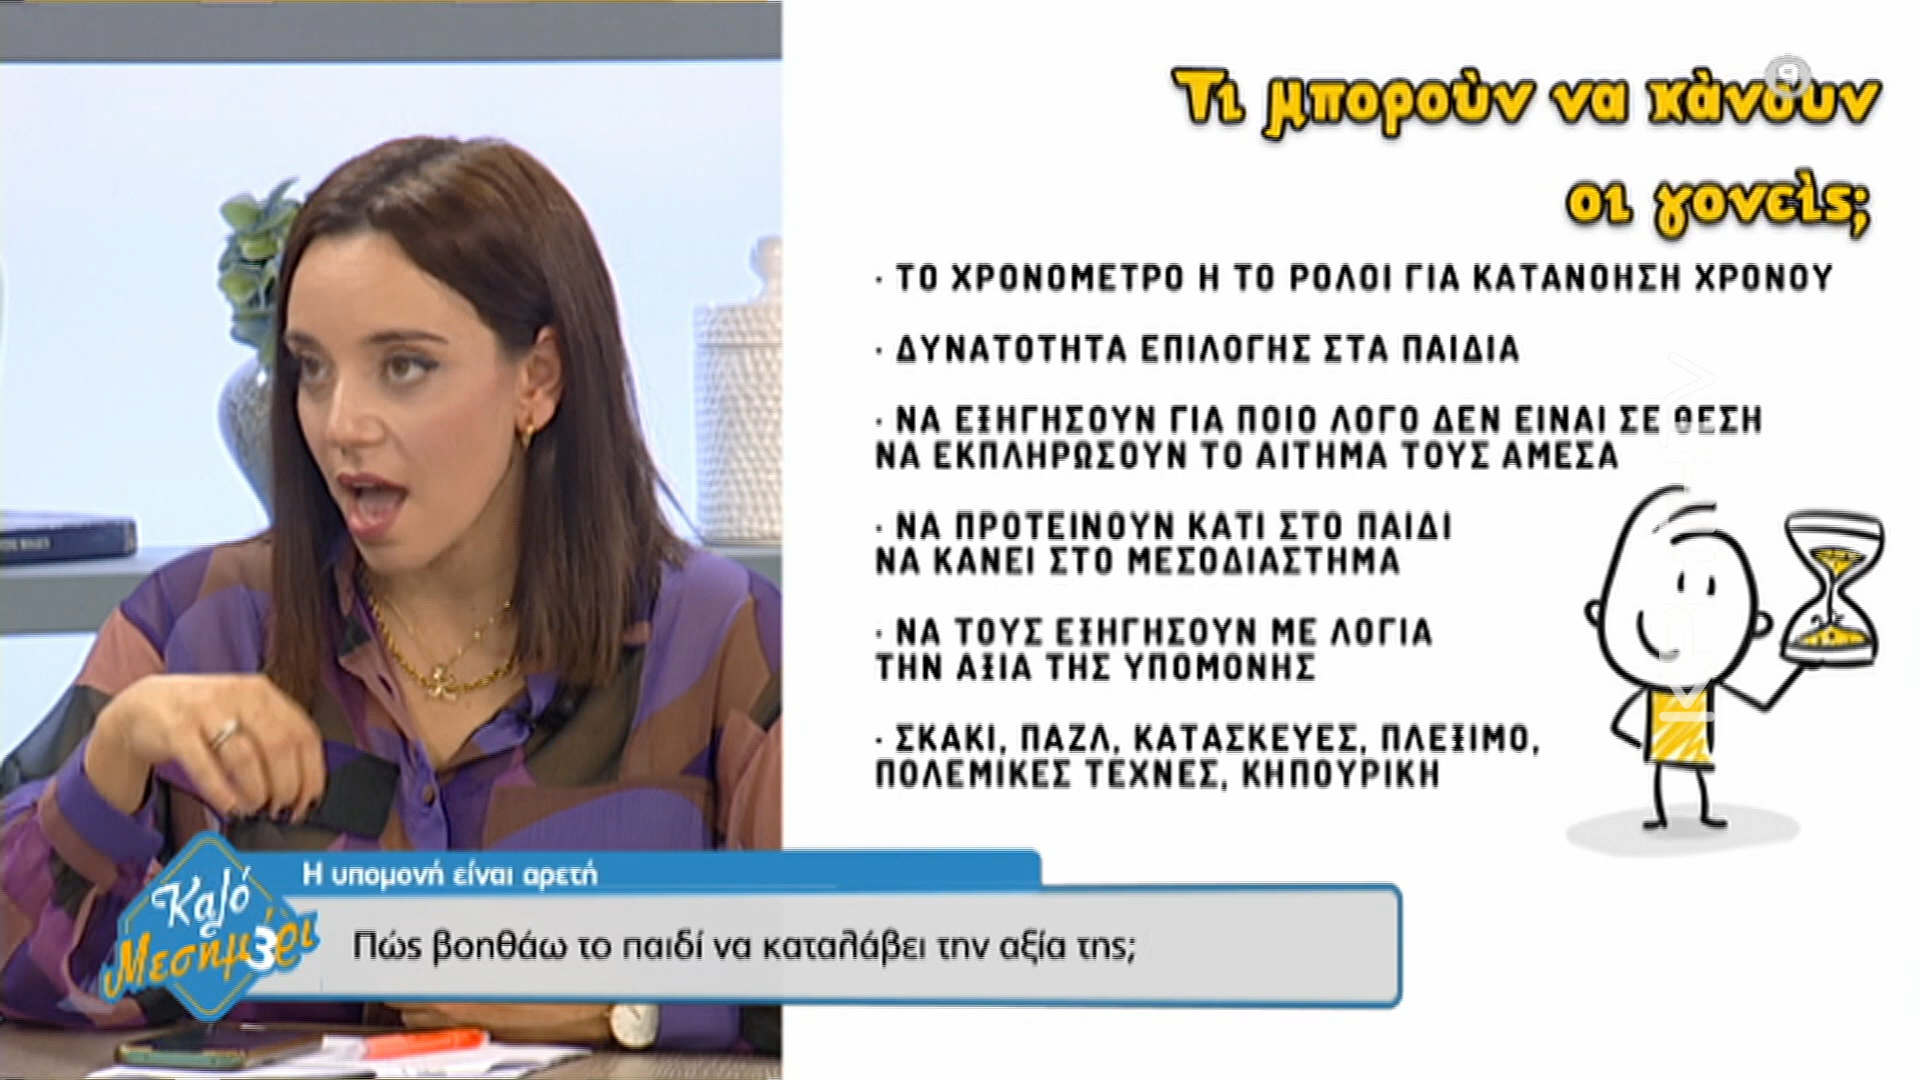 Τι μπορούν να κάνουν
οι γονείς;
· ΤΟ ΧΡΟΝΟΜΕΤΡΟ Η ΤΟ ΡΟΛΟΙ ΓΙΑ ΚΑΤΑΝΟΗΣΗ ΧΡΟΝΟΥ
· ΔΥΝΑΤΟΤΗΤΑ ΕΠΙΛΟΓΗΣ ΣΤΑ ΠΑΙΔΙΑ
· ΝΑ ΕΞΗΓΗΣΟΥΝ ΓΙΑ ΠΟΙΟ ΛΟΓΟ ΔΕΝ ΕΙΝΑΙ ΣΕ ΘΕΣΗ
ΝΑ ΕΚΠΛΗΡΩΣΟΥΝ ΤΟ ΑΙΤΗΜΑ ΤΟΥΣ ΑΜΕΣΑ
· ΝΑ ΠΡΟΤΕΙΝΟΥΝ ΚΑΤΙ ΣΤΟ ΠΑΙΔΙ
ΝΑ ΚΑΝΕΙ ΣΤΟ ΜΕΣΟΔΙΑΣΤΗΜΑ
· ΝΑ ΤΟΥΣ ΕΞΗΓΗΣΟΥΝ ΜΕ ΛΟΓΙΑ
ΤΗΝ ΑΞΙΑ ΤΗΣ ΥΠΟΜΟΝΗΣ
· ΣΚΑΚΙ, ΠΑΖΛ, ΚΑΤΑΣΚΕΥΕΣ, ΠΛΕΞΙΜΟ,
ΠΟΛΕΜΙΚΕΣ ΤΕΧΝΕΣ, ΚΗΠΟΥΡΙΚΗ
Η υπομονή είναι αρετή
Πώς βοηθάω το παιδί να καταλάβει την αξία της;
Καλό
Μεσημ3ρι
9